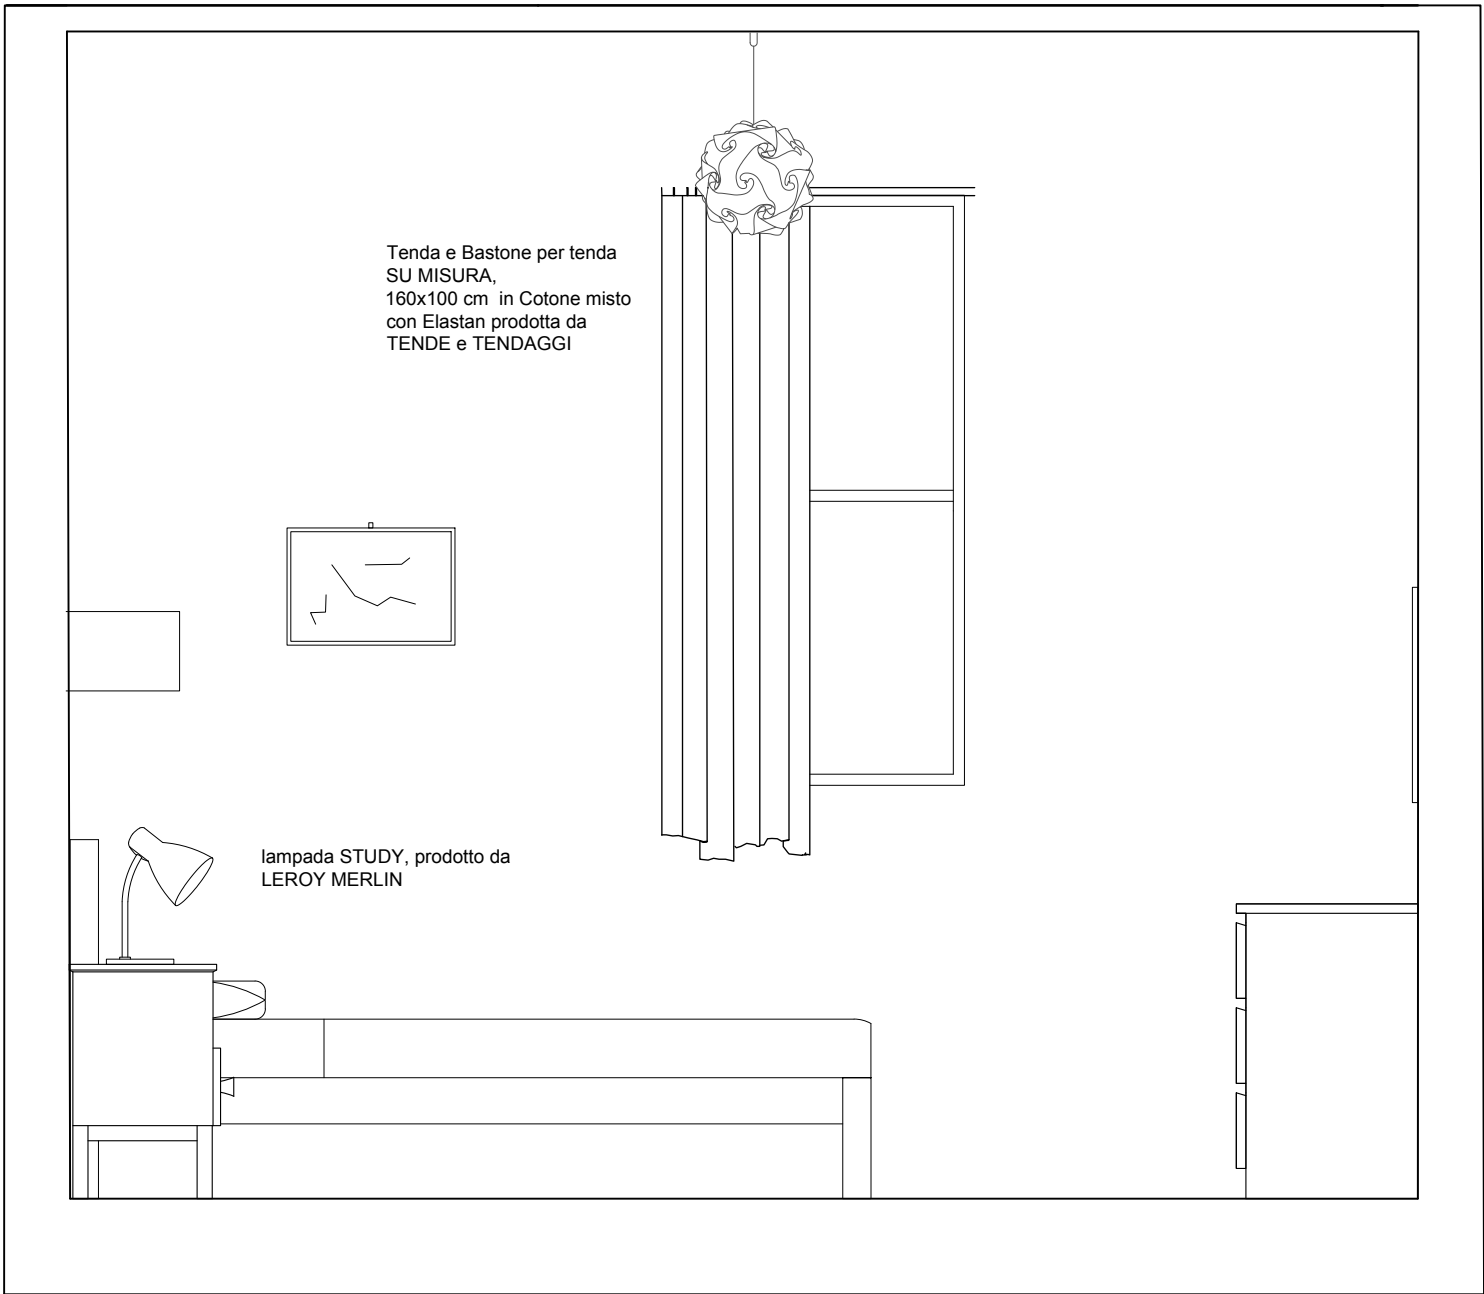 Tenda e Bastone per tenda
SU MISURA,
160x100 cm  in Cotone misto
con Elastan prodotta da
TENDE e TENDAGGI
lampada STUDY, prodotto da
LEROY MERLIN